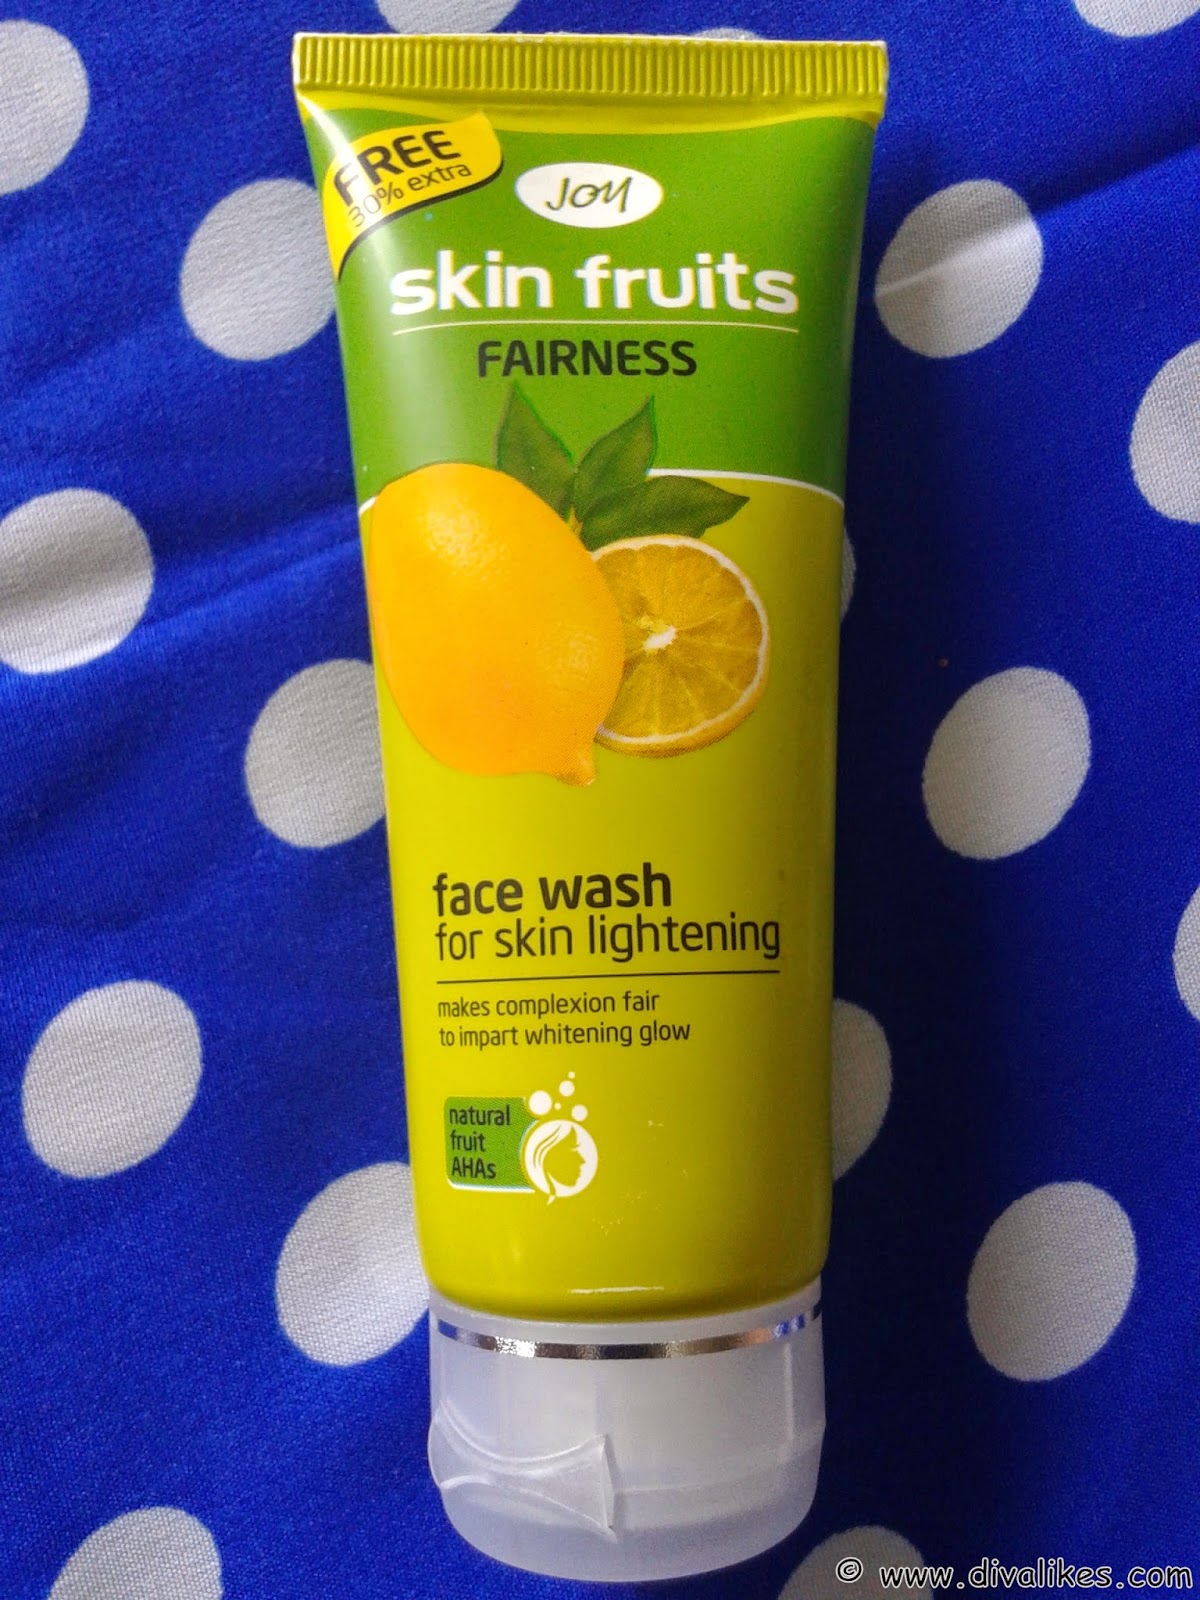 FREE
30% extra
JOY
skin fruits
FAIRNESS
face wash
for skin lightening
makes complexion fair
to impart whitening glow
natural
fruit
AHAs
© www.divalikes.com